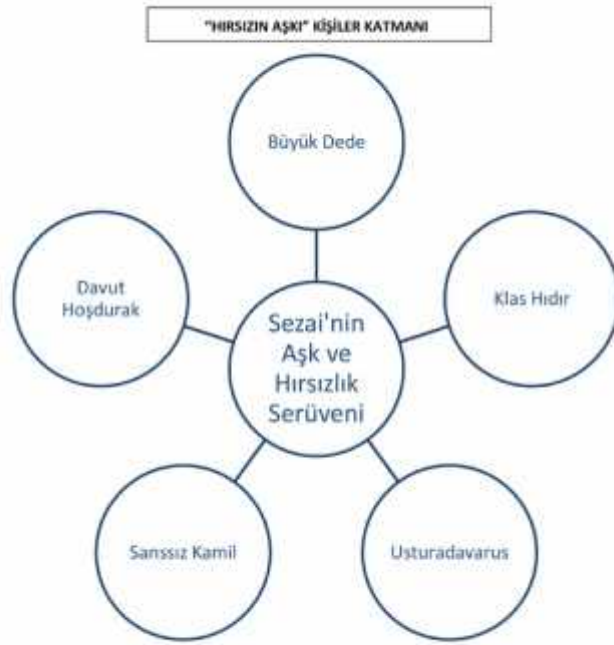 "HIRSIZIN AŞKI" KİŞİLER KATMANI
Büyük Dede
Davut
Hoşdurak
Klas Hıdır
Sezai'nin
Aşk ve
Hırsızlık
Serüveni
Sanssız Kamil
Usturadavarus